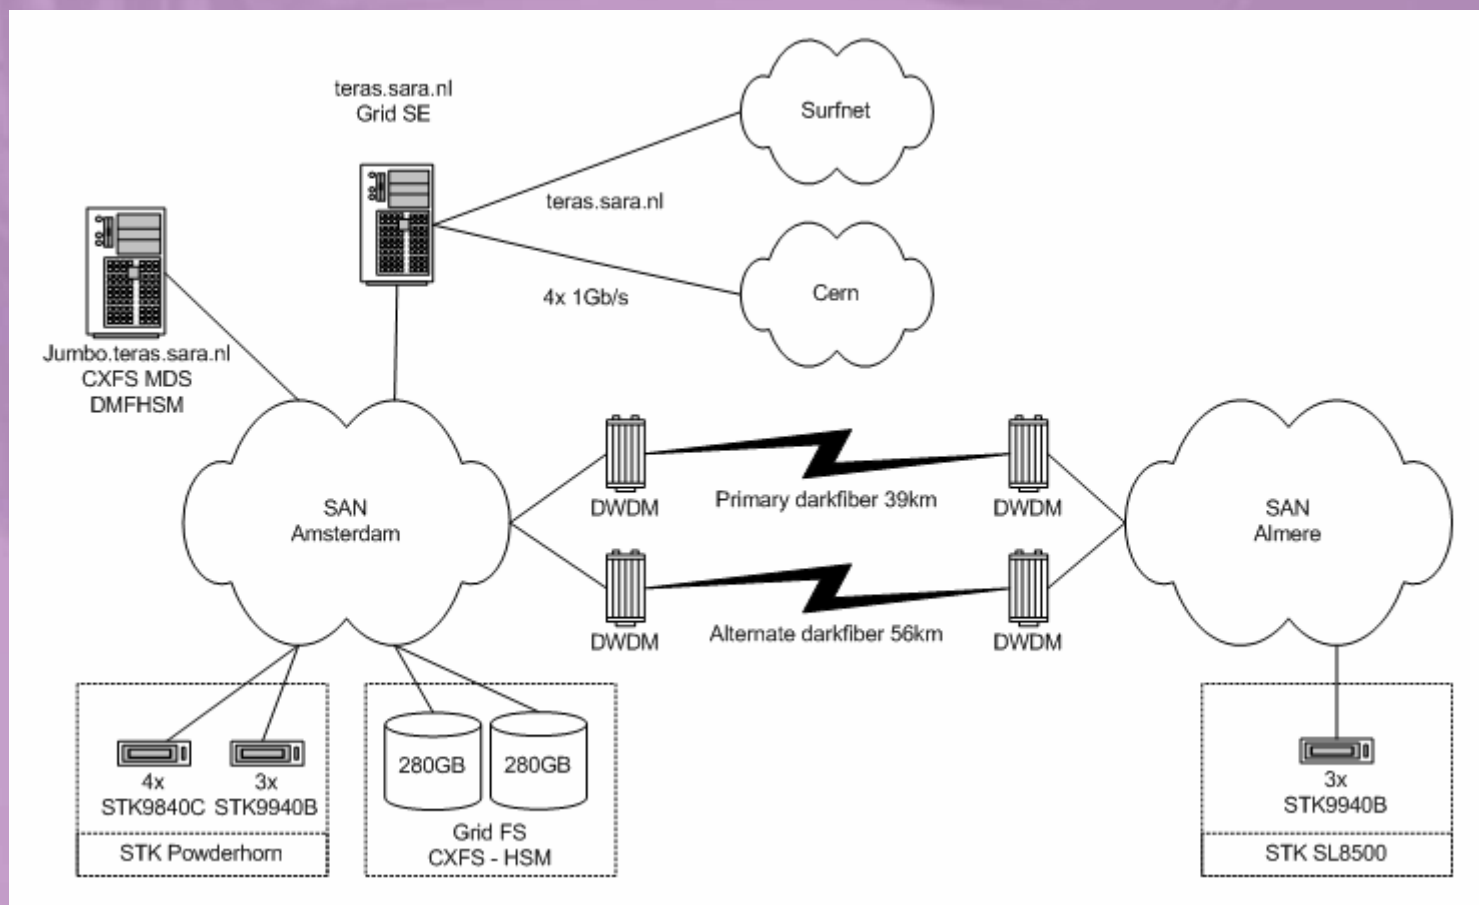 teras.sara.nl
Grid SE
Surfnet
teras.sara.nl
Cern
4x 1Gb/s
Jumbo.teras.sara.nl
CXFS MDS
DMFHSM
SAN
Amsterdam
DWDM
Primary darkfiber 39km
DWDM
SAN
Almere
DWDM
Alternate darkfiber 56km
DWDM
4x
STK9840C
3x
STK9940B
STK Powderhorn
280GB
280GB
Grid FS
CXFS - HSM
3x
STK9940B
STK SL8500